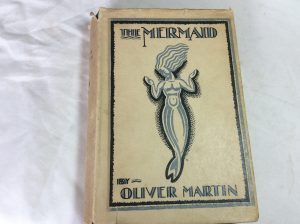 THE MERMAID
BY
OLIVER MARTIN